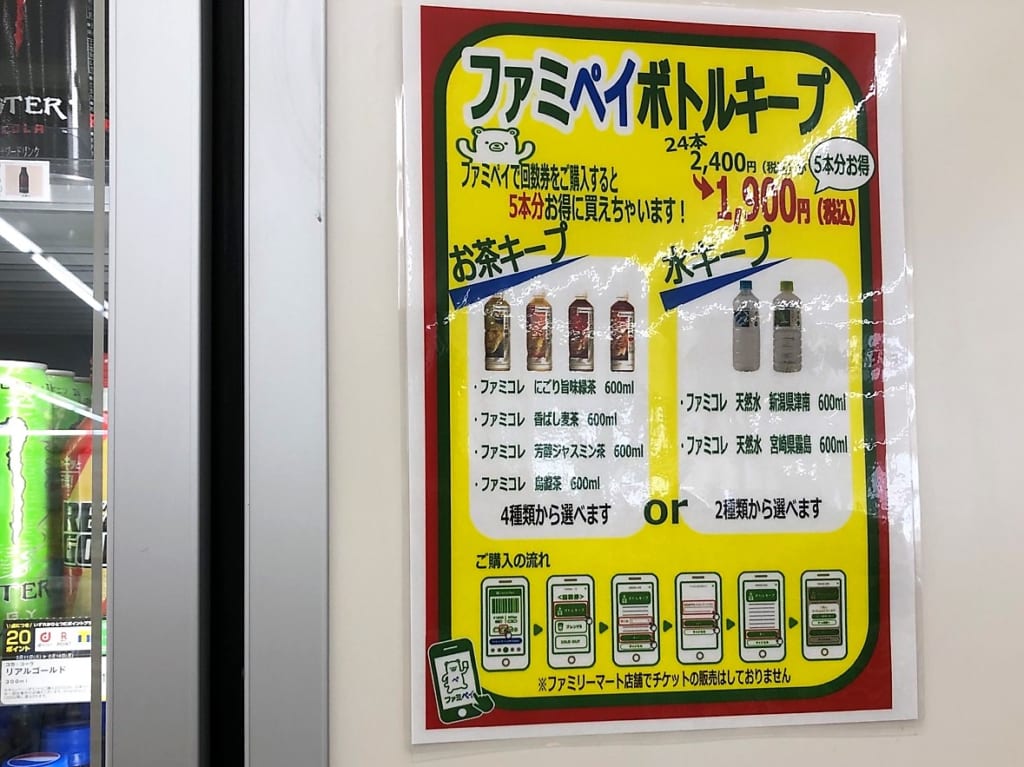 ファミペイボトルキープ
24本
2,400円（税込）が
5本分お得
ファミペイで回数券をご購入すると
1,900円（税込）
5本分お得に買えちゃいます！
お茶キープ
水キープ
・ファミコレ にごり旨味緑茶 600ml
・ファミコレ 香ばし麦茶 600ml
・ファミコレ 芳醇ジャスミン茶 600ml
・ファミコレ 烏龍茶 600ml
4種類から選べます
or
・ファミコレ 天然水 新潟県津南 600ml
・ファミコレ 天然水 宮崎県霧島 600ml
2種類から選べます
ご購入の流れ
ファミペイ
※ファミリーマート店舗でチケットの販売はしておりません
TER
20
ポイント
コカ・コーラ
リアルゴールド
300ml